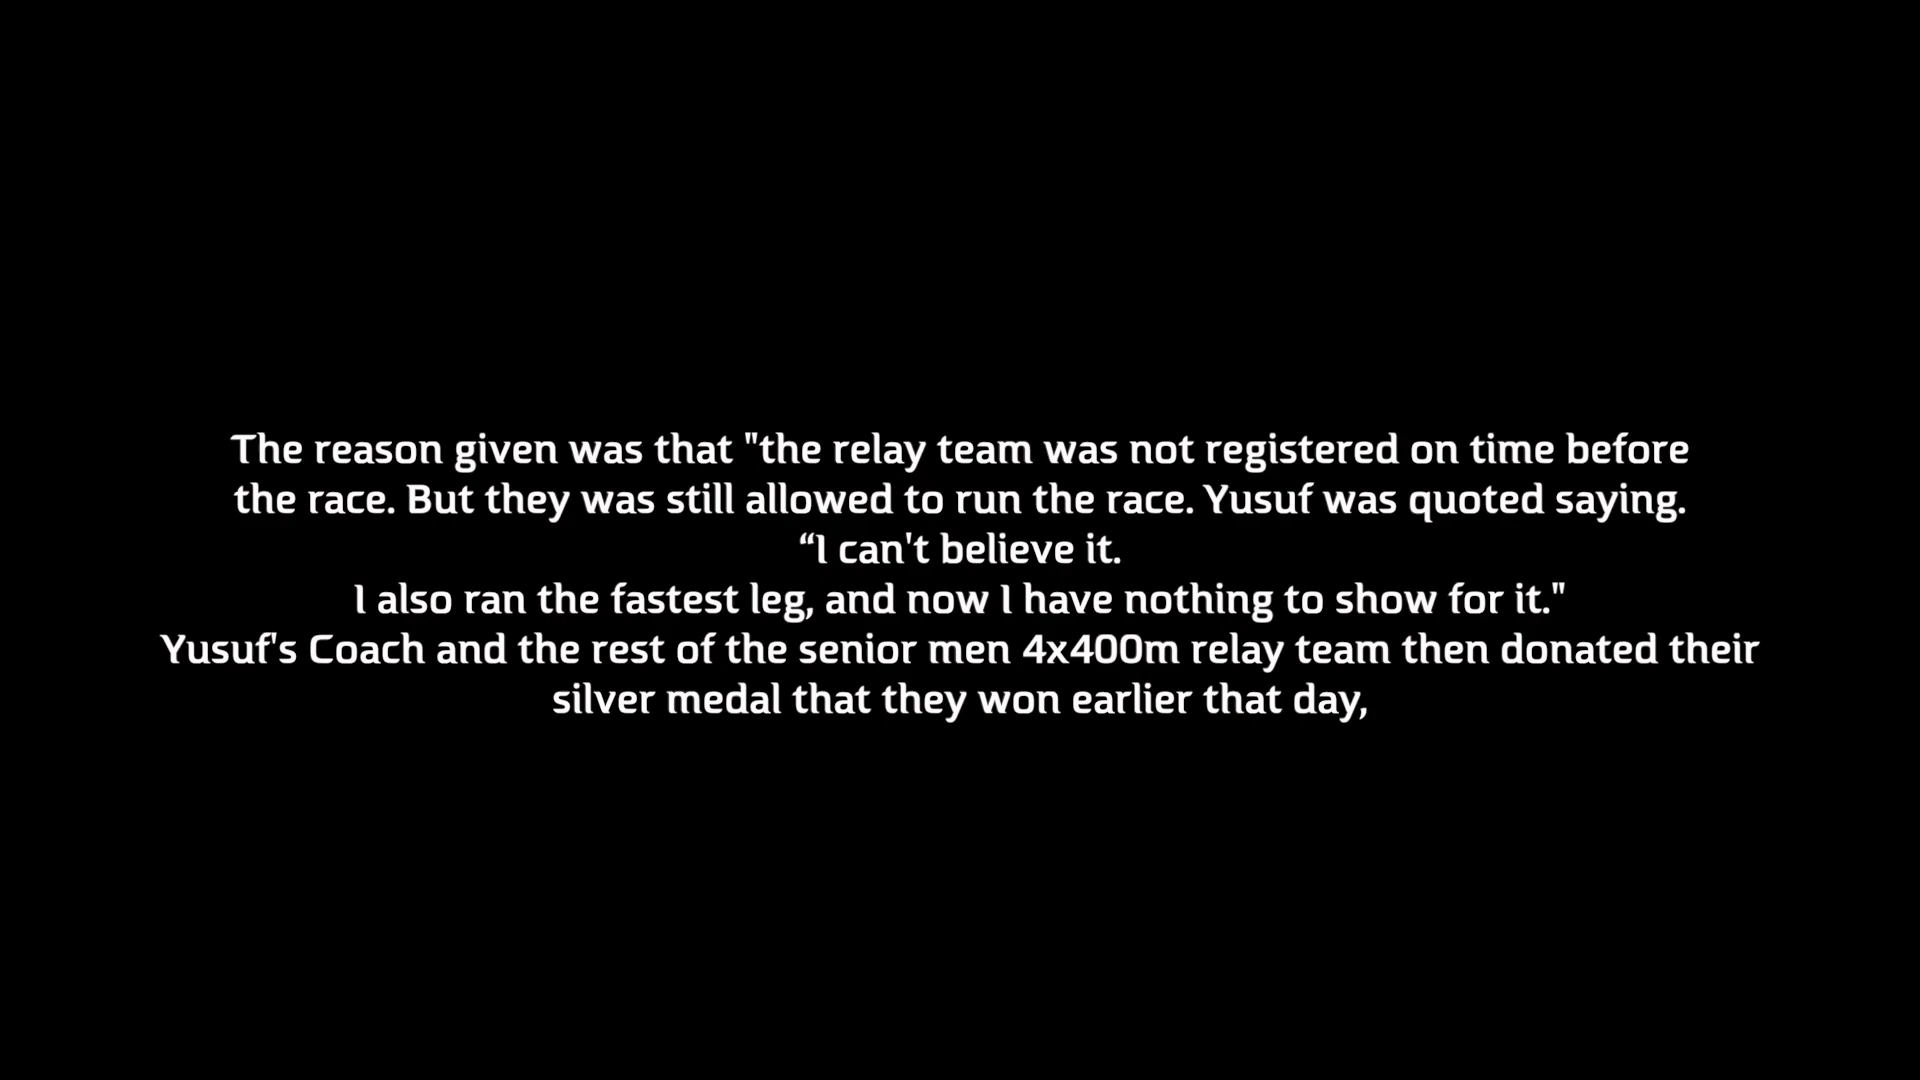 The reason given was that "the relay team was not registered on time before
the race. But they was still allowed to run the race. Yusuf was quoted saying.
“I can't believe it.
I also ran the fastest leg, and now I have nothing to show for it."
Yusuf's Coach and the rest of the senior men 4x400m relay team then donated their
silver medal that they won earlier that day,